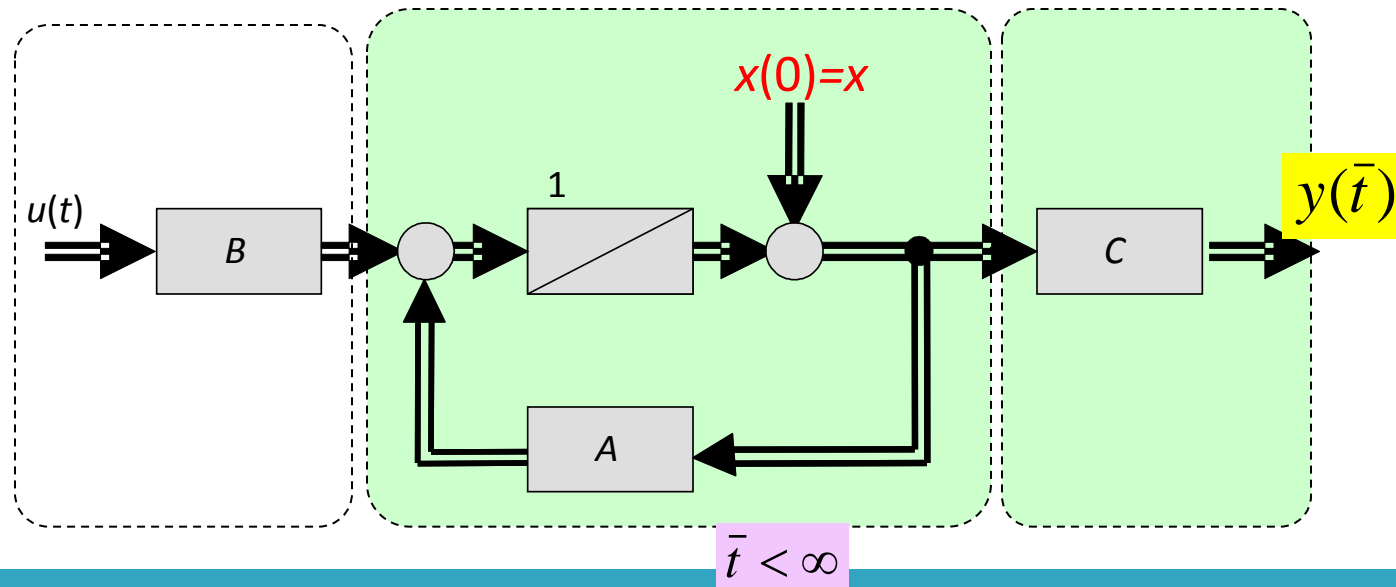 x(0)=x
1
u(t)
B
C
y(t̄)
A
t̄ < ∞